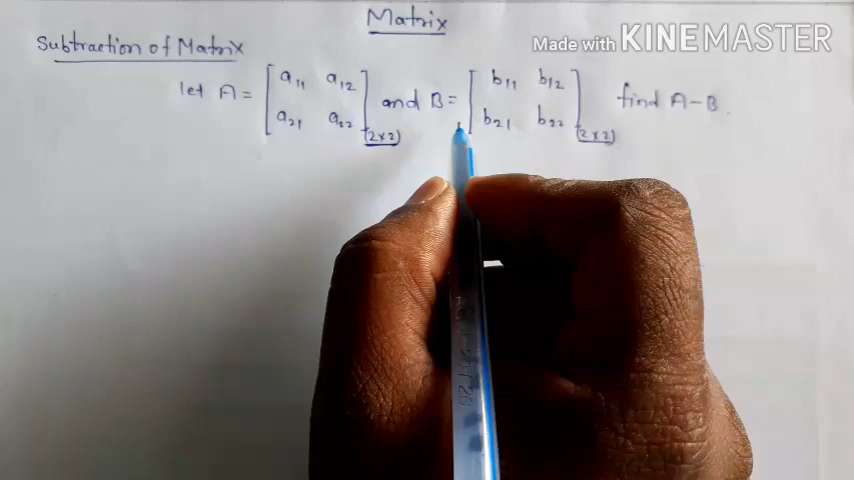 Matrix
Made with KINEMASTER
Subtraction of Matrix
let A = [ a11 a12 and B = [ b11 b12 find A-B.
a21 a22 ](2x2) b21 b22 ](2x2)